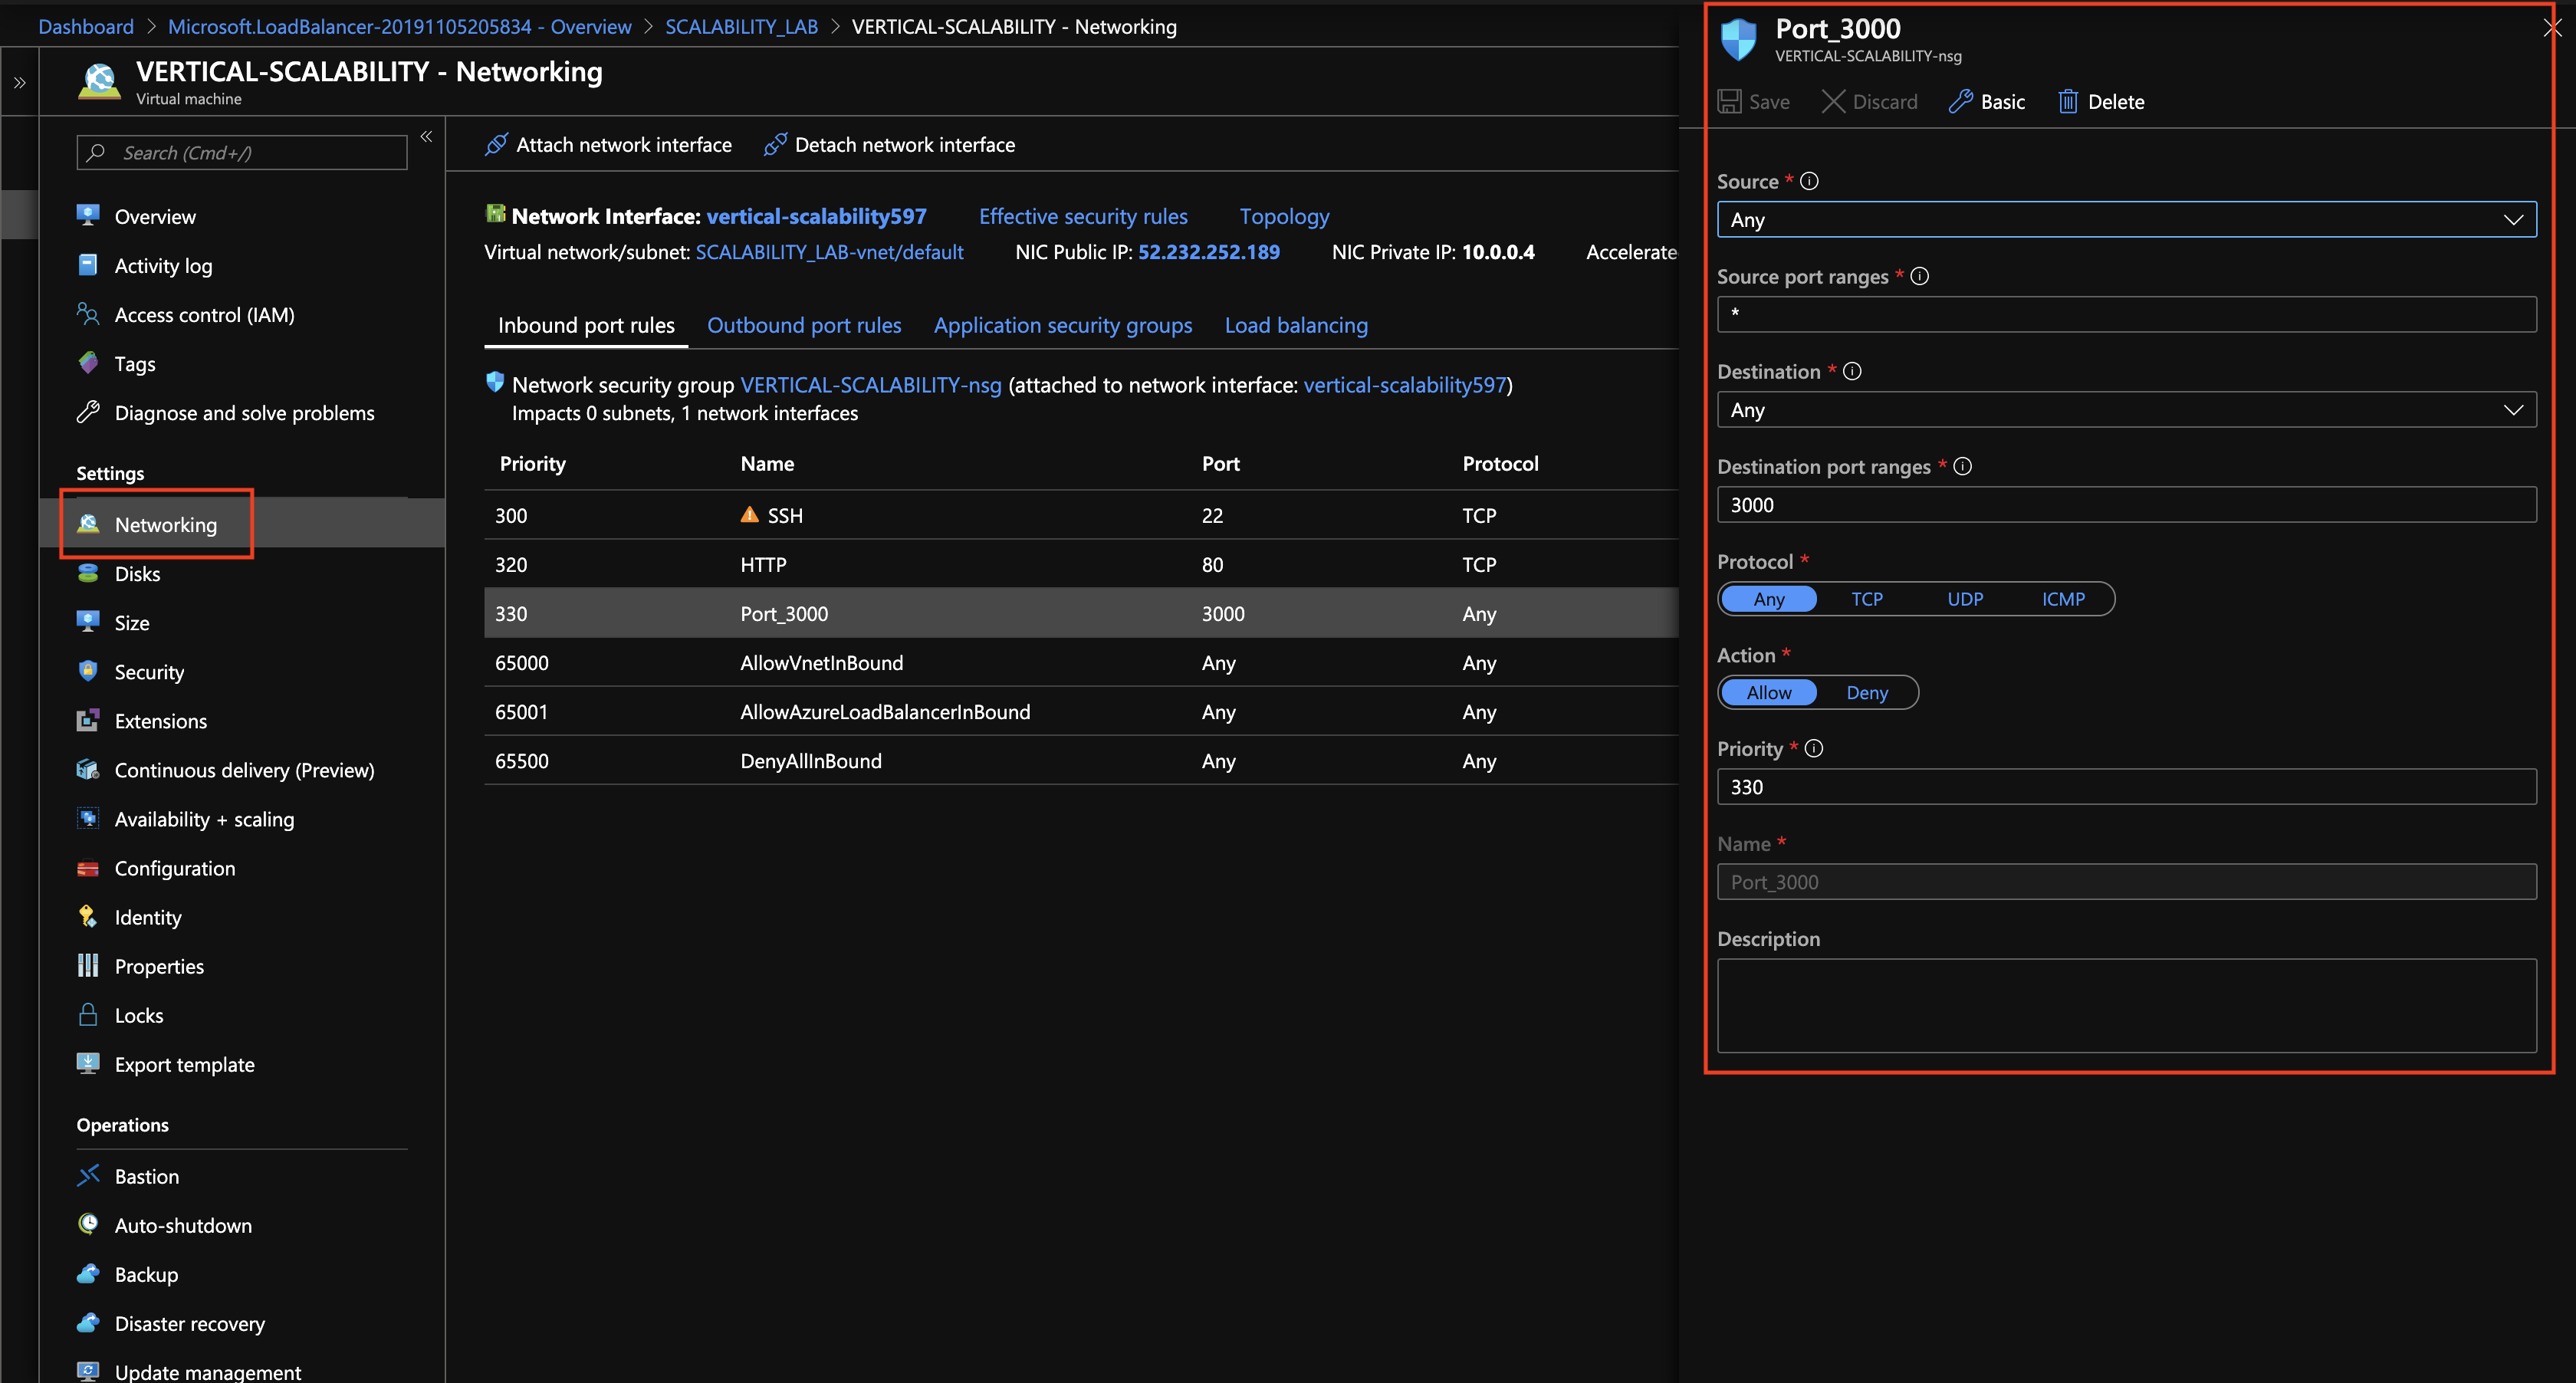 Dashboard > Microsoft.LoadBalancer-20191105205834 - Overview > SCALABILITY_LAB > VERTICAL-SCALABILITY - Networking
VERTICAL-SCALABILITY - Networking
Virtual machine
Search (Cmd+/)
Overview
Activity log
Access control (IAM)
Tags
Diagnose and solve problems
Settings
Networking
Disks
Size
Security
Extensions
Continuous delivery (Preview)
Availability + scaling
Configuration
Identity
Properties
Locks
Export template
Operations
Bastion
Auto-shutdown
Backup
Disaster recovery
Update management
Attach network interface Detach network interface
Network Interface: vertical-scalability597 Effective security rules Topology
Virtual network/subnet: SCALABILITY_LAB-vnet/default NIC Public IP: 52.232.252.189 NIC Private IP: 10.0.0.4 Accelerate
Inbound port rules Outbound port rules Application security groups Load balancing
Network security group VERTICAL-SCALABILITY-nsg (attached to network interface: vertical-scalability597)
Impacts 0 subnets, 1 network interfaces
Priority Name Port Protocol
300 SSH 22 TCP
320 HTTP 80 TCP
330 Port_3000 3000 Any
65000 AllowVnetInBound Any Any
65001 AllowAzureLoadBalancerInBound Any Any
65500 DenyAllInBound Any Any
Port_3000
VERTICAL-SCALABILITY-nsg
Save Discard Basic Delete
Source *
Any
Source port ranges *
*
Destination *
Any
Destination port ranges *
3000
Protocol *
Any TCP UDP ICMP
Action *
Allow Deny
Priority *
330
Name *
Port_3000
Description